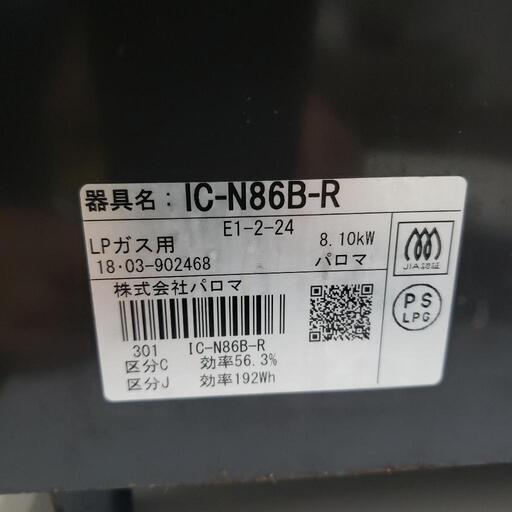 器具名: IC-N86B-R
E1-2-24
LPガス用 8.10kW
18・03-902468 パロマ
株式会社パロマ
301 IC-N86B-R
区分C 効率56.3%
区分J 効率192Wh
JIA認証
PS
LPG